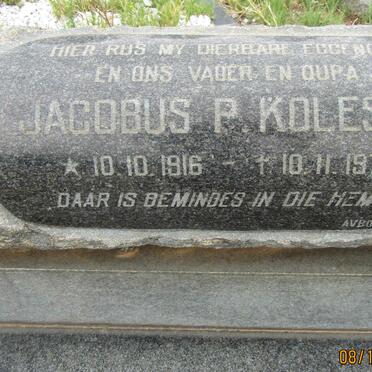 HIER RUS MY DIERBARE EGGENO
EN ONS VADER EN OUPA
JACOBUS P. KOLES
* 10.10.1916 - † 10.11.19
DAAR IS BEMINDES IN DIE HEM
AVBO
08/1